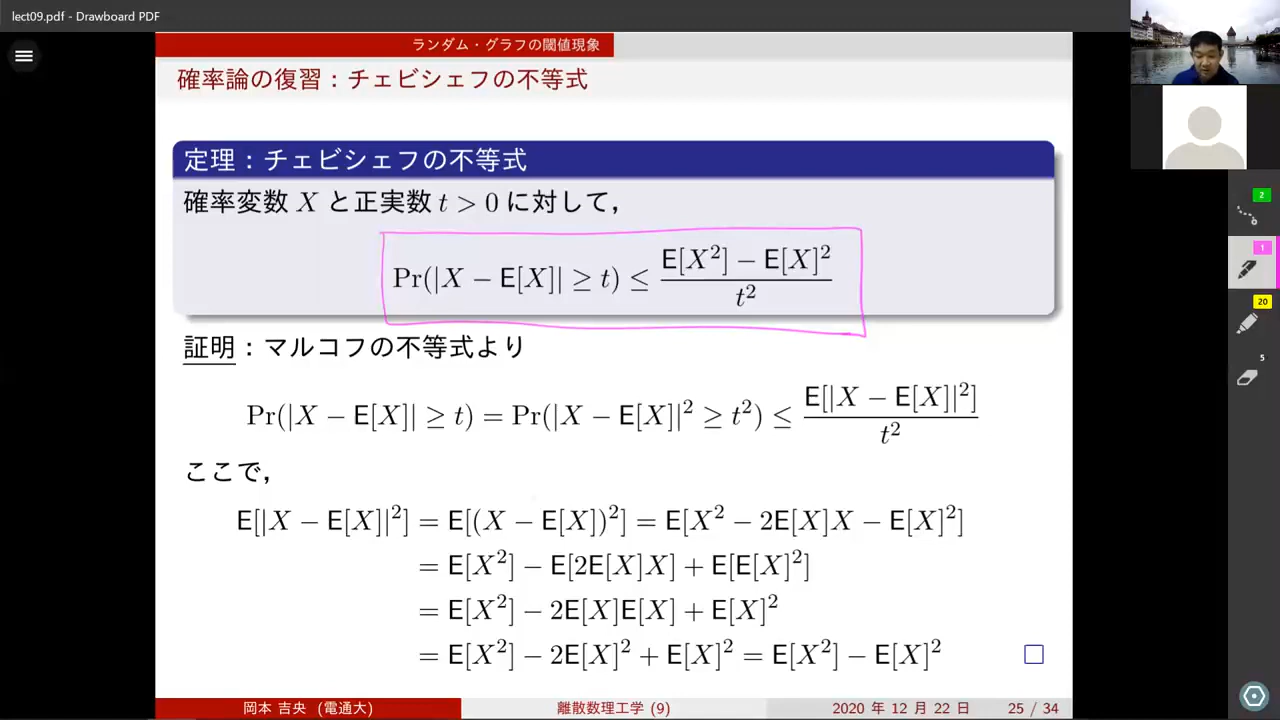 lect09.pdf - Drawboard PDF
ランダム・グラフの閾値現象
確率論の復習：チェビシェフの不等式
定理：チェビシェフの不等式
確率変数 X と正実数 t > 0 に対して，
Pr(|X − E[X]| ≥ t) ≤ (E[X²] − E[X]²) / t²
証明：マルコフの不等式より
Pr(|X − E[X]| ≥ t) = Pr(|X − E[X]|² ≥ t²) ≤ E[|X − E[X]|²] / t²
ここで，
E[|X − E[X]|²] = E[(X − E[X])²] = E[X² − 2E[X]X − E[X]²]
= E[X²] − E[2E[X]X] + E[E[X]²]
= E[X²] − 2E[X]E[X] + E[X]²
= E[X²] − 2E[X]² + E[X]² = E[X²] − E[X]² □
岡本 吉央 (電通大) 離散数理工学 (9) 2020 年 12 月 22 日 25 / 34
2
1
20
5